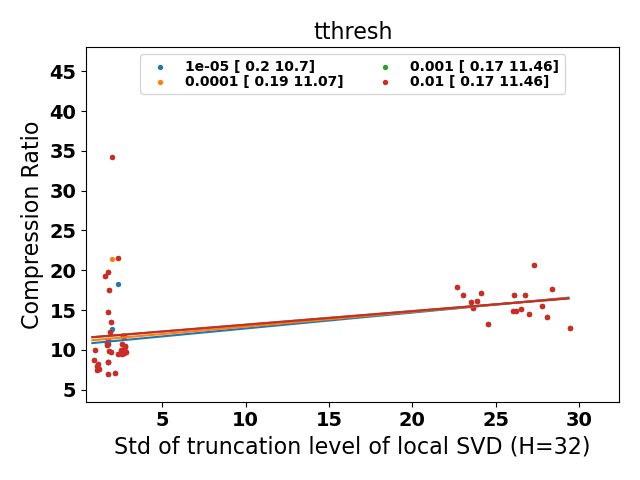 tthresh
1e-05 [ 0.2 10.7]
0.0001 [ 0.19 11.07]
0.001 [ 0.17 11.46]
0.01 [ 0.17 11.46]
Compression Ratio
45
40
35
30
25
20
15
10
5
5 10 15 20 25 30
Std of truncation level of local SVD (H=32)